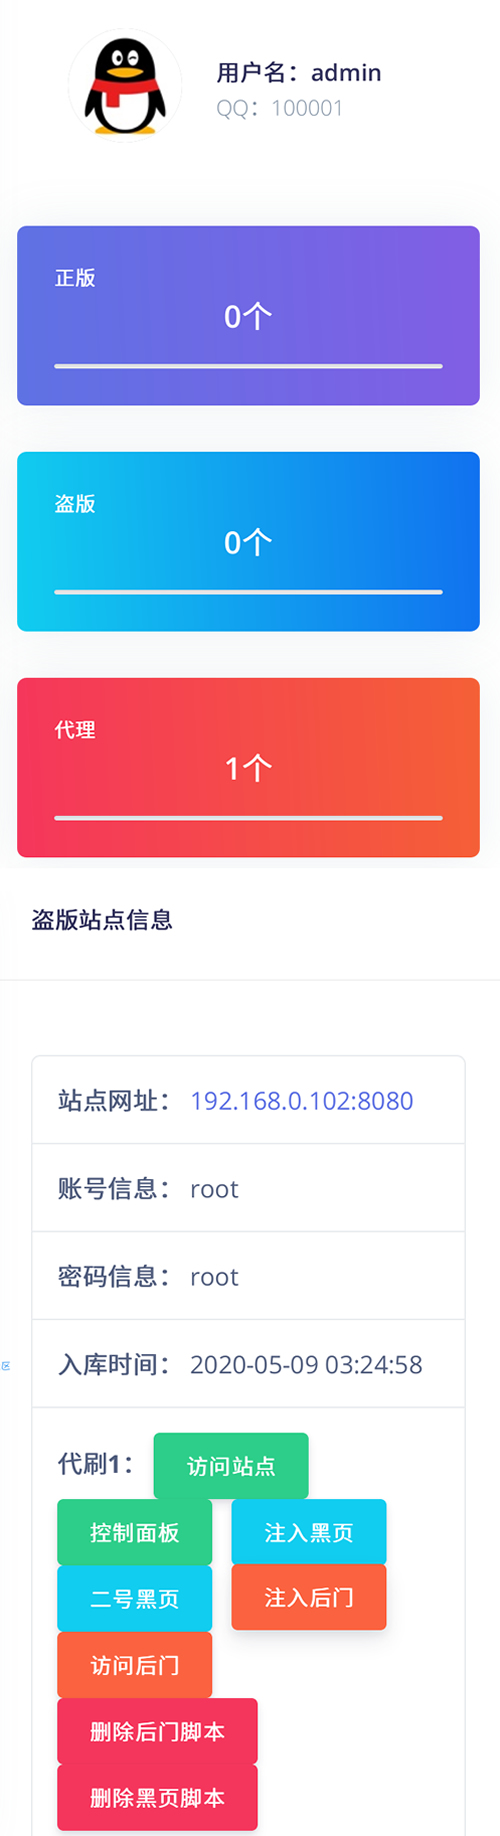 用户名：admin
QQ：100001
正版
0个
盗版
0个
代理
1个
盗版站点信息
站点网址： 192.168.0.102:8080
账号信息： root
密码信息： root
入库时间： 2020-05-09 03:24:58
代刷1： 访问站点
控制面板 注入黑页
二号黑页 注入后门
访问后门
删除后门脚本
删除黑页脚本